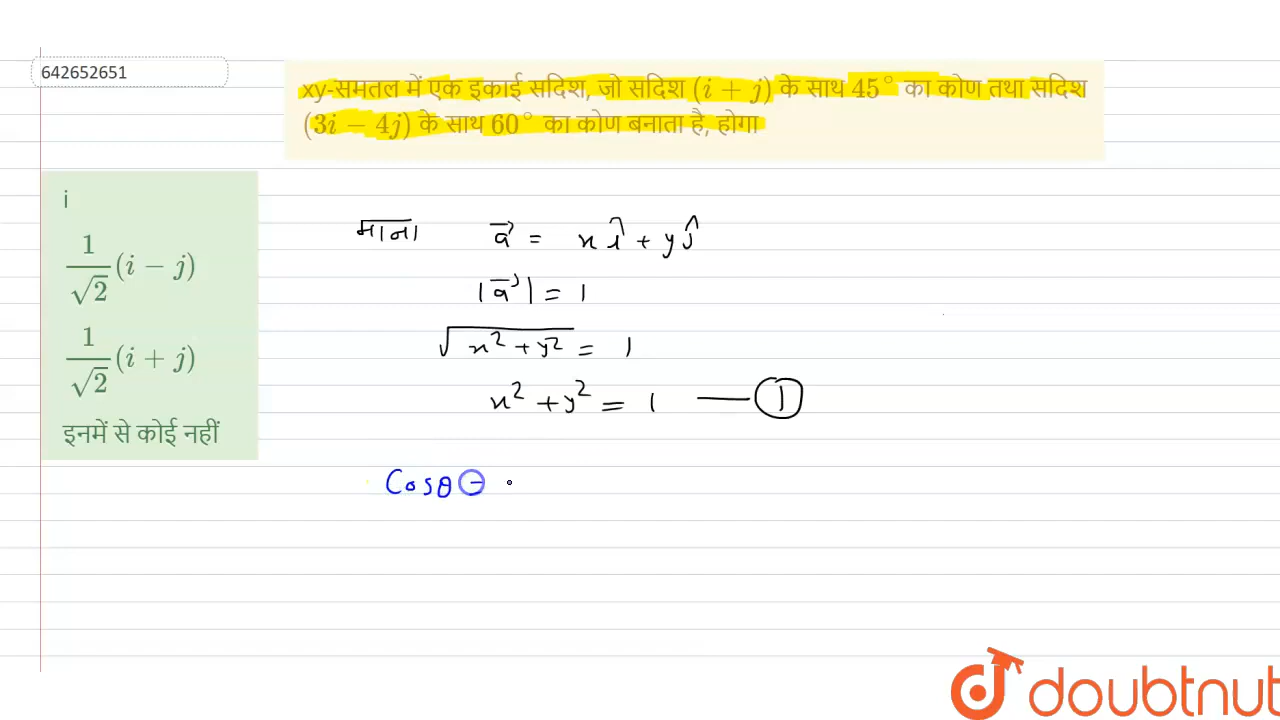 642652651
xy-समतल में एक इकाई सदिश, जो सदिश (i + j) के साथ 45° का कोण तथा सदिश
(3i − 4j) के साथ 60° का कोण बनाता है, होगा
i
1/√2 (i − j)
1/√2 (i + j)
इनमें से कोई नहीं
माना a⃗ = x î + y ĵ
|a⃗| = 1
√x² + y² = 1
x² + y² = 1 — ①
Cosθ =
doubtnut